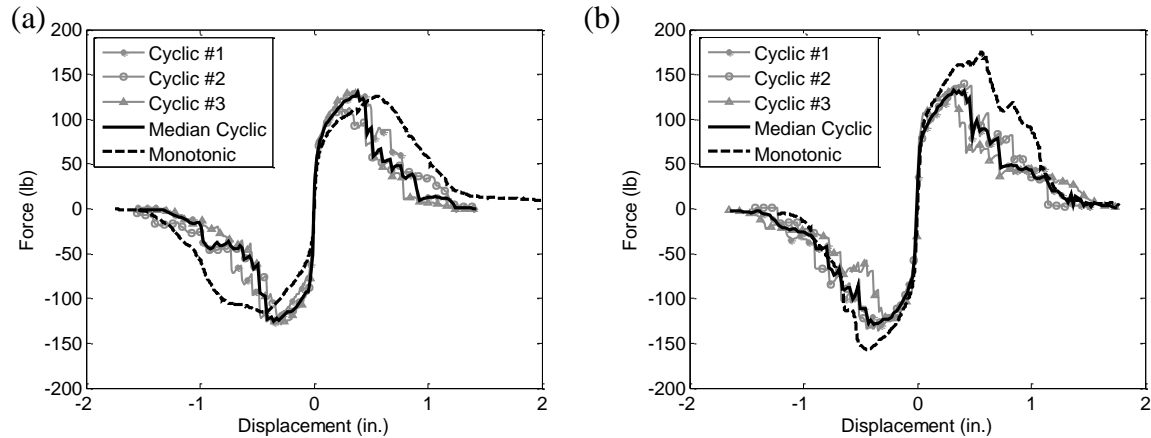 (a)
200
150
100
50
0
-50
-100
-150
-200
-2
-1
0
1
2
Force (lb)
Displacement (in.)
Cyclic #1
Cyclic #2
Cyclic #3
Median Cyclic
Monotonic
(b)
200
150
100
50
0
-50
-100
-150
-200
-2
-1
0
1
2
Force (lb)
Displacement (in.)
Cyclic #1
Cyclic #2
Cyclic #3
Median Cyclic
Monotonic